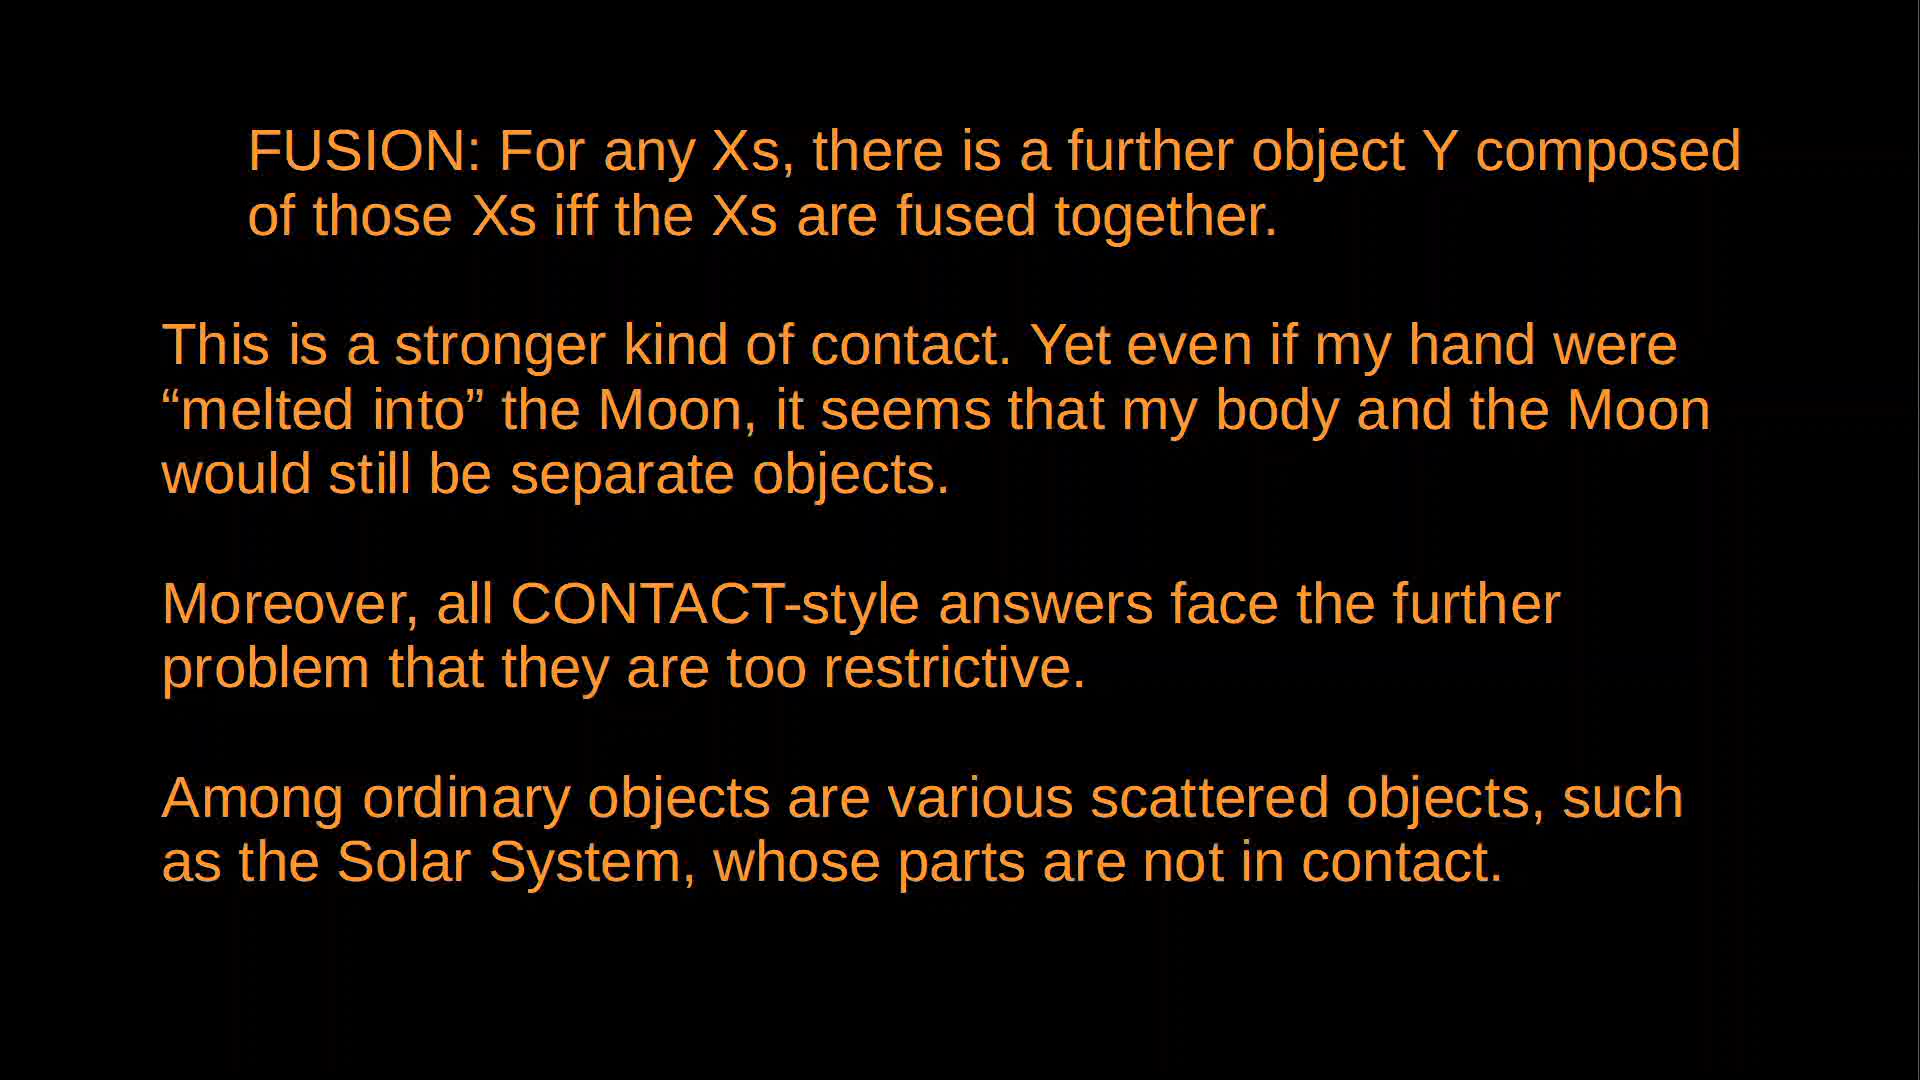 FUSION: For any Xs, there is a further object Y composed
of those Xs iff the Xs are fused together.
This is a stronger kind of contact. Yet even if my hand were
“melted into” the Moon, it seems that my body and the Moon
would still be separate objects.
Moreover, all CONTACT-style answers face the further
problem that they are too restrictive.
Among ordinary objects are various scattered objects, such
as the Solar System, whose parts are not in contact.